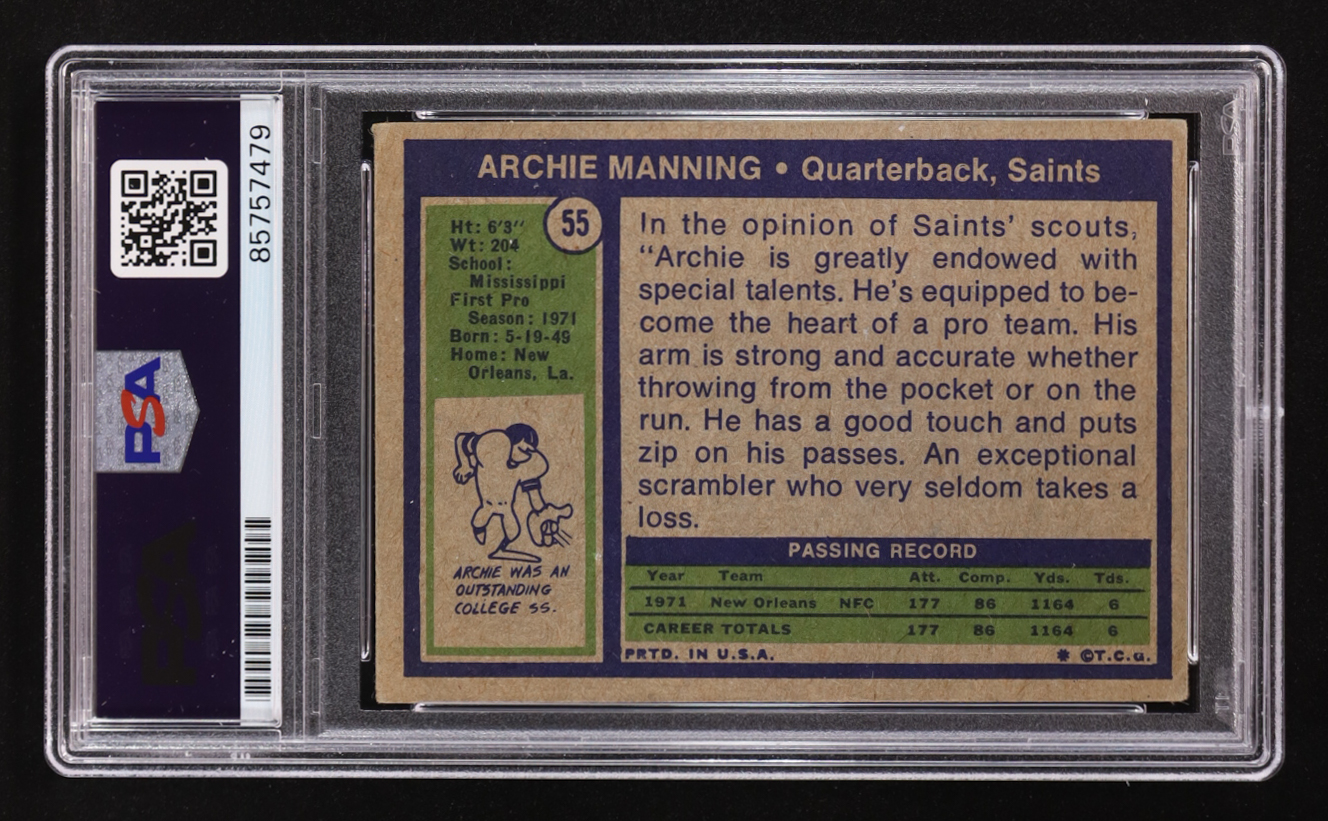 85757479
PSA
ARCHIE MANNING • Quarterback, Saints
55
Ht: 6'3"
Wt: 204
School:
Mississippi
First Pro
Season: 1971
Born: 5-19-49
Home: New
Orleans, La.
ARCHIE WAS AN
OUTSTANDING
COLLEGE SS.
In the opinion of Saints' scouts,
"Archie is greatly endowed with
special talents. He's equipped to be-
come the heart of a pro team. His
arm is strong and accurate whether
throwing from the pocket or on the
run. He has a good touch and puts
zip on his passes. An exceptional
scrambler who very seldom takes a
loss.
PASSING RECORD
Year Team Att. Comp. Yds. Tds.
1971 New Orleans NFC 177 86 1164 6
CAREER TOTALS 177 86 1164 6
PRTD. IN U.S.A. * ©T.C.G.
PSA
PSA